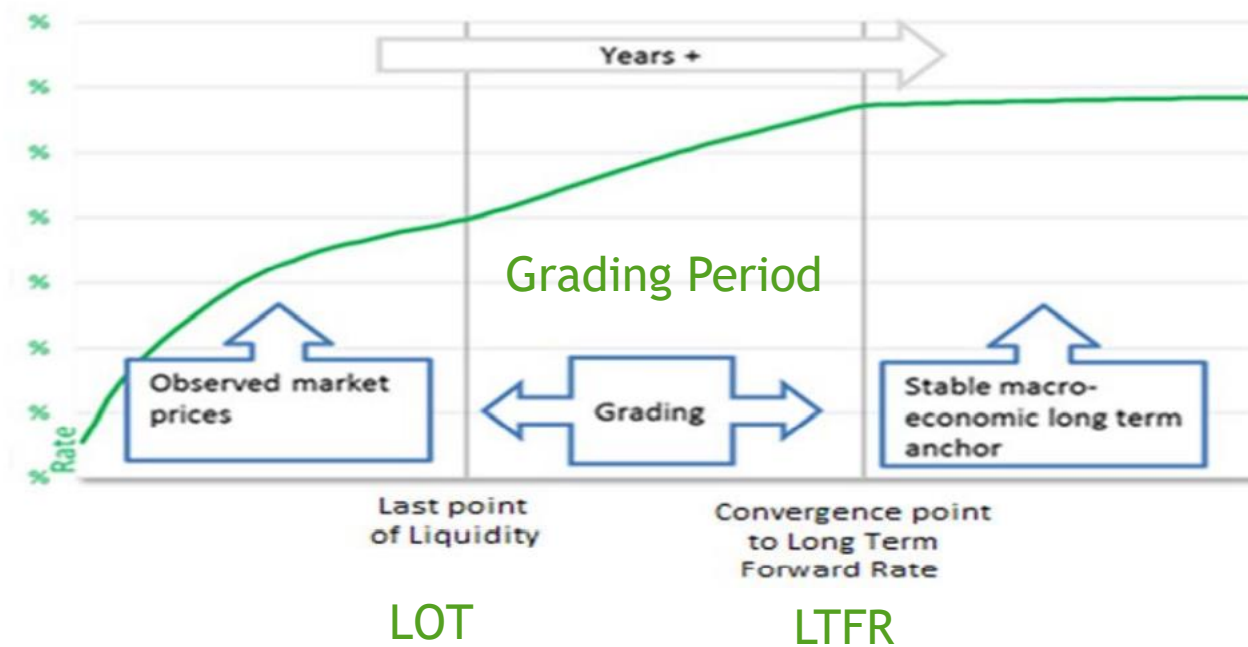 %
Years +
%
%
%
Grading Period
%
%
Observed market
prices
Grading
Stable macro-
economic long term
anchor
%
Rate
%
Last point
of Liquidity
Convergence point
to Long Term
Forward Rate
LOT
LTFR